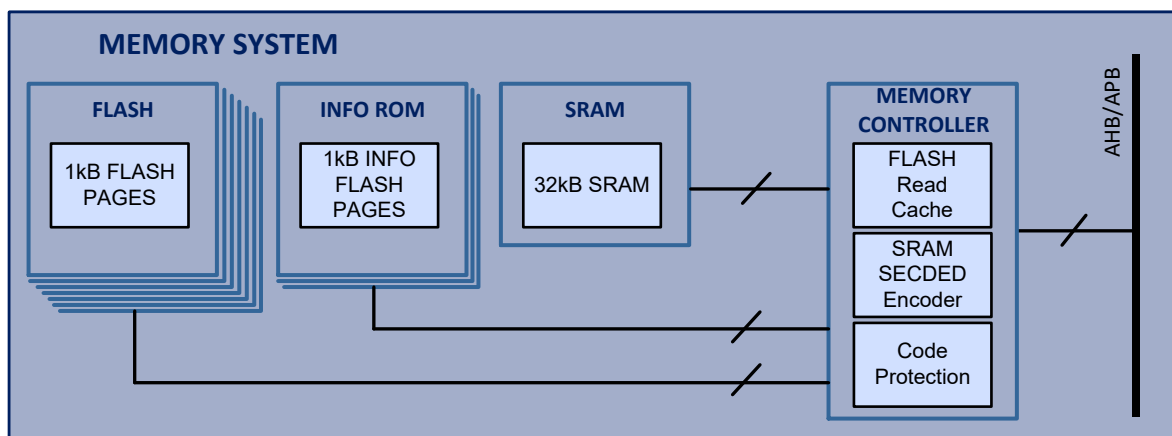 MEMORY SYSTEM
FLASH
1kB FLASH
PAGES
INFO ROM
1kB INFO
FLASH
PAGES
SRAM
32kB SRAM
MEMORY
CONTROLLER
FLASH
Read
Cache
SRAM
SECDED
Encoder
Code
Protection
AHB/APB